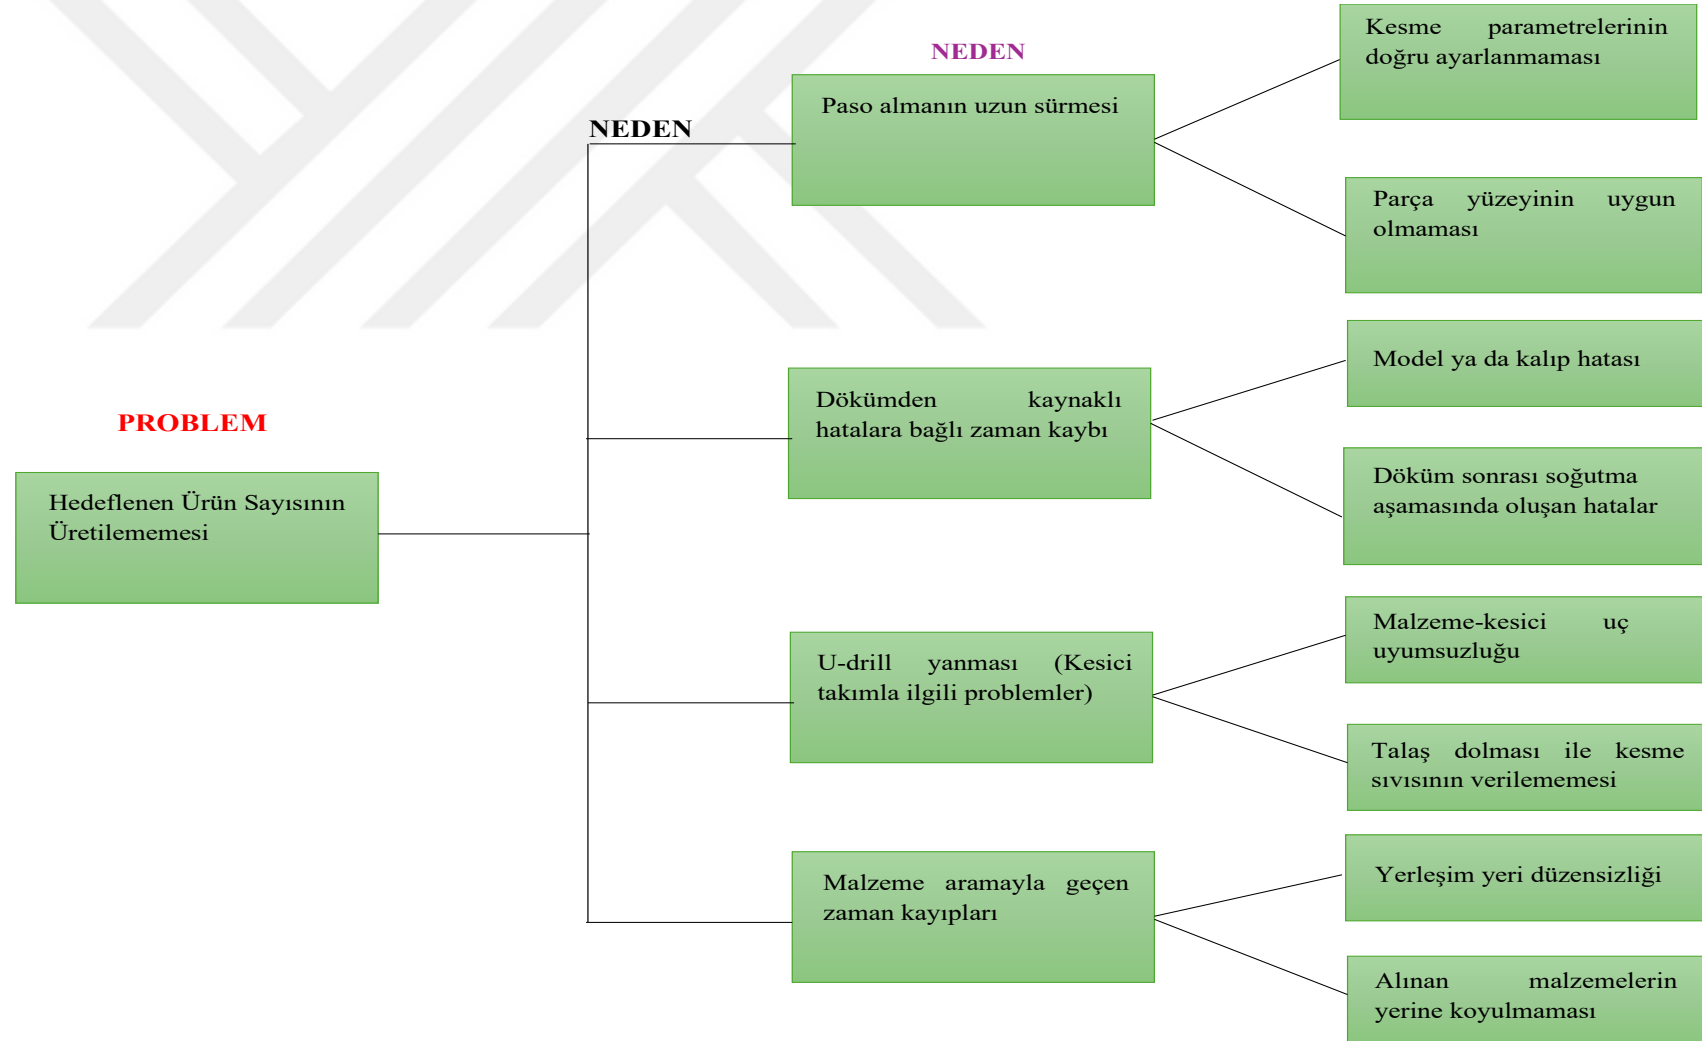 PROBLEM
Hedeflenen Ürün Sayısının
Üretilememesi
NEDEN
NEDEN
Paso almanın uzun sürmesi
Kesme parametrelerinin
doğru ayarlanmaması
Parça yüzeyinin uygun
olmaması
Dökümden kaynaklı
hatalara bağlı zaman kaybı
Model ya da kalıp hatası
Döküm sonrası soğutma
aşamasında oluşan hatalar
U-drill yanması (Kesici
takımla ilgili problemler)
Malzeme-kesici uç
uyumsuzluğu
Talaş dolması ile kesme
sıvısının verilememesi
Malzeme aramayla geçen
zaman kayıpları
Yerleşim yeri düzensizliği
Alınan malzemelerin
yerine koyulmaması